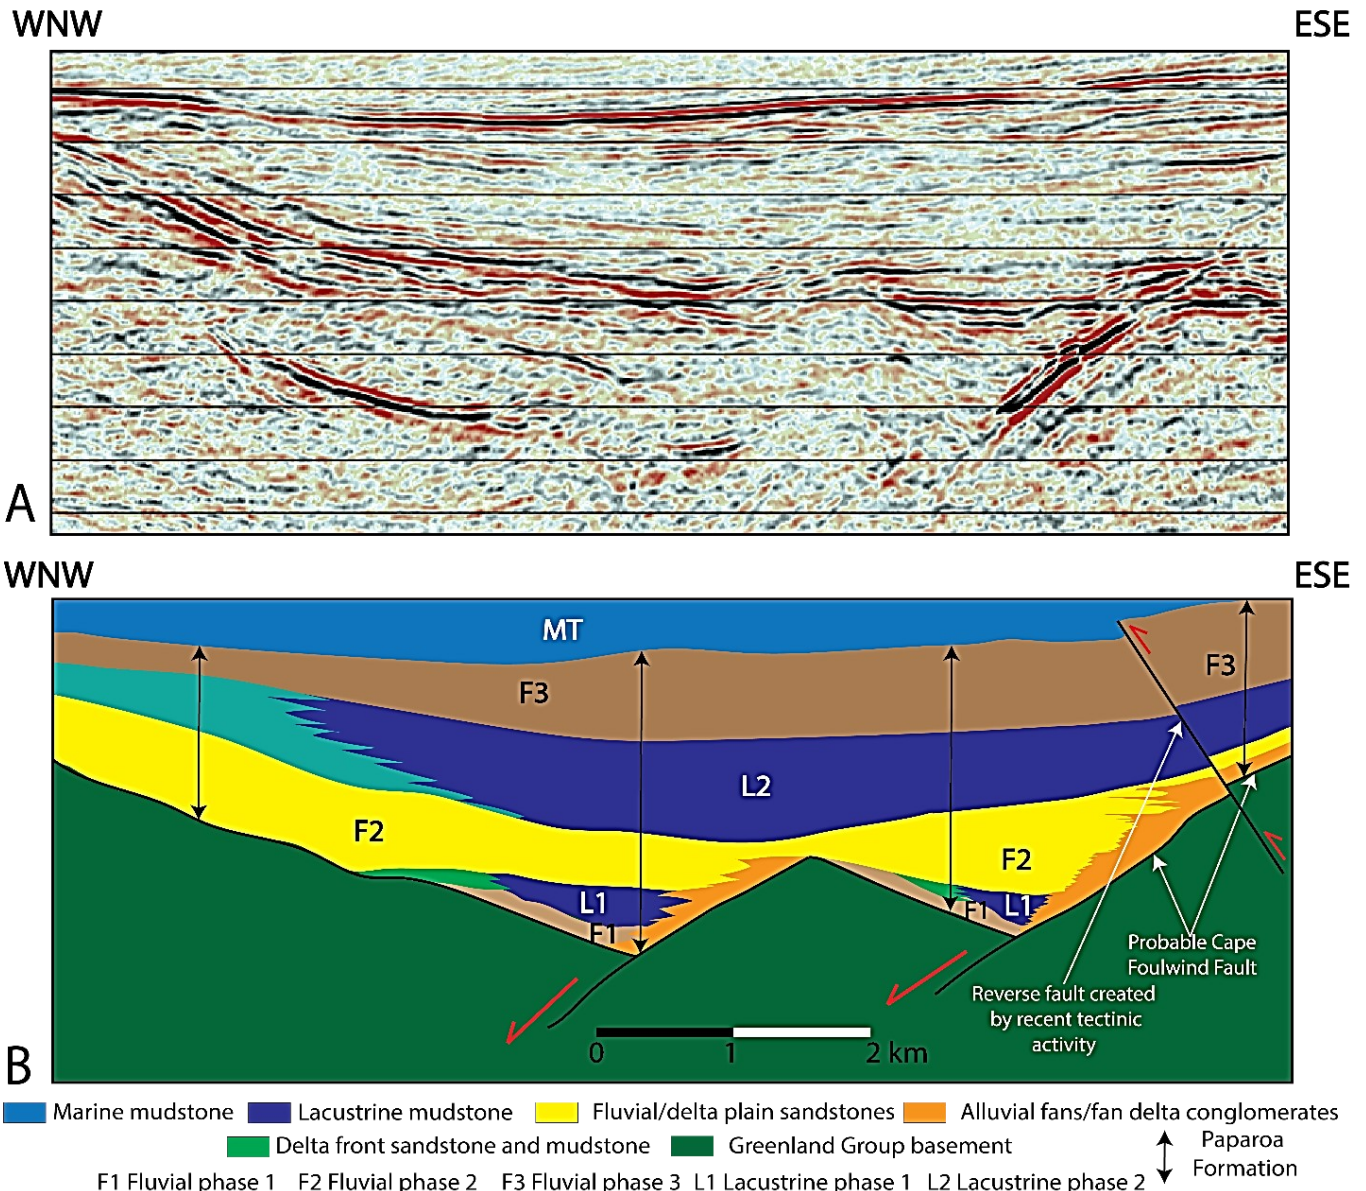 WNW ESE
A
WNW ESE
MT
F3
F3
L2
F2
F2
L1
L1
F1
F1
Probable Cape
Foulwind Fault
Reverse fault created
by recent tectinic
activity
0 1 2 km
B
Marine mudstone Lacustrine mudstone Fluvial/delta plain sandstones Alluvial fans/fan delta conglomerates
Delta front sandstone and mudstone Greenland Group basement Paparoa
Formation
F1 Fluvial phase 1 F2 Fluvial phase 2 F3 Fluvial phase 3 L1 Lacustrine phase 1 L2 Lacustrine phase 2